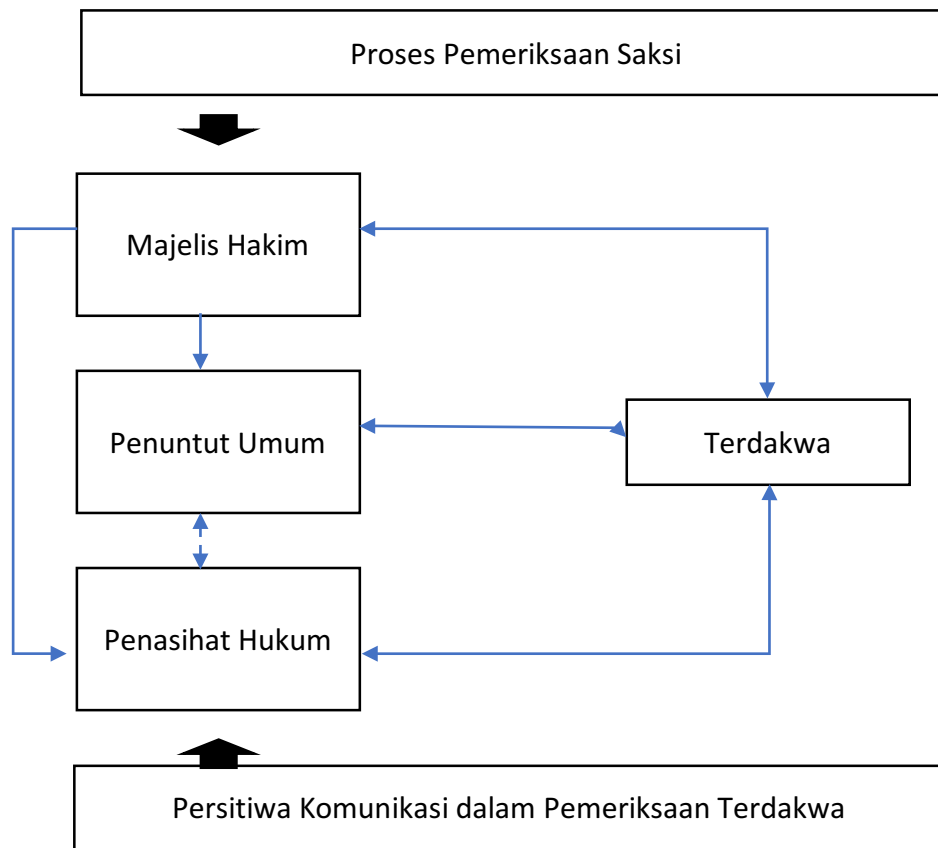 Proses Pemeriksaan Saksi
Majelis Hakim
Penuntut Umum
Terdakwa
Penasihat Hukum
Persitiwa Komunikasi dalam Pemeriksaan Terdakwa